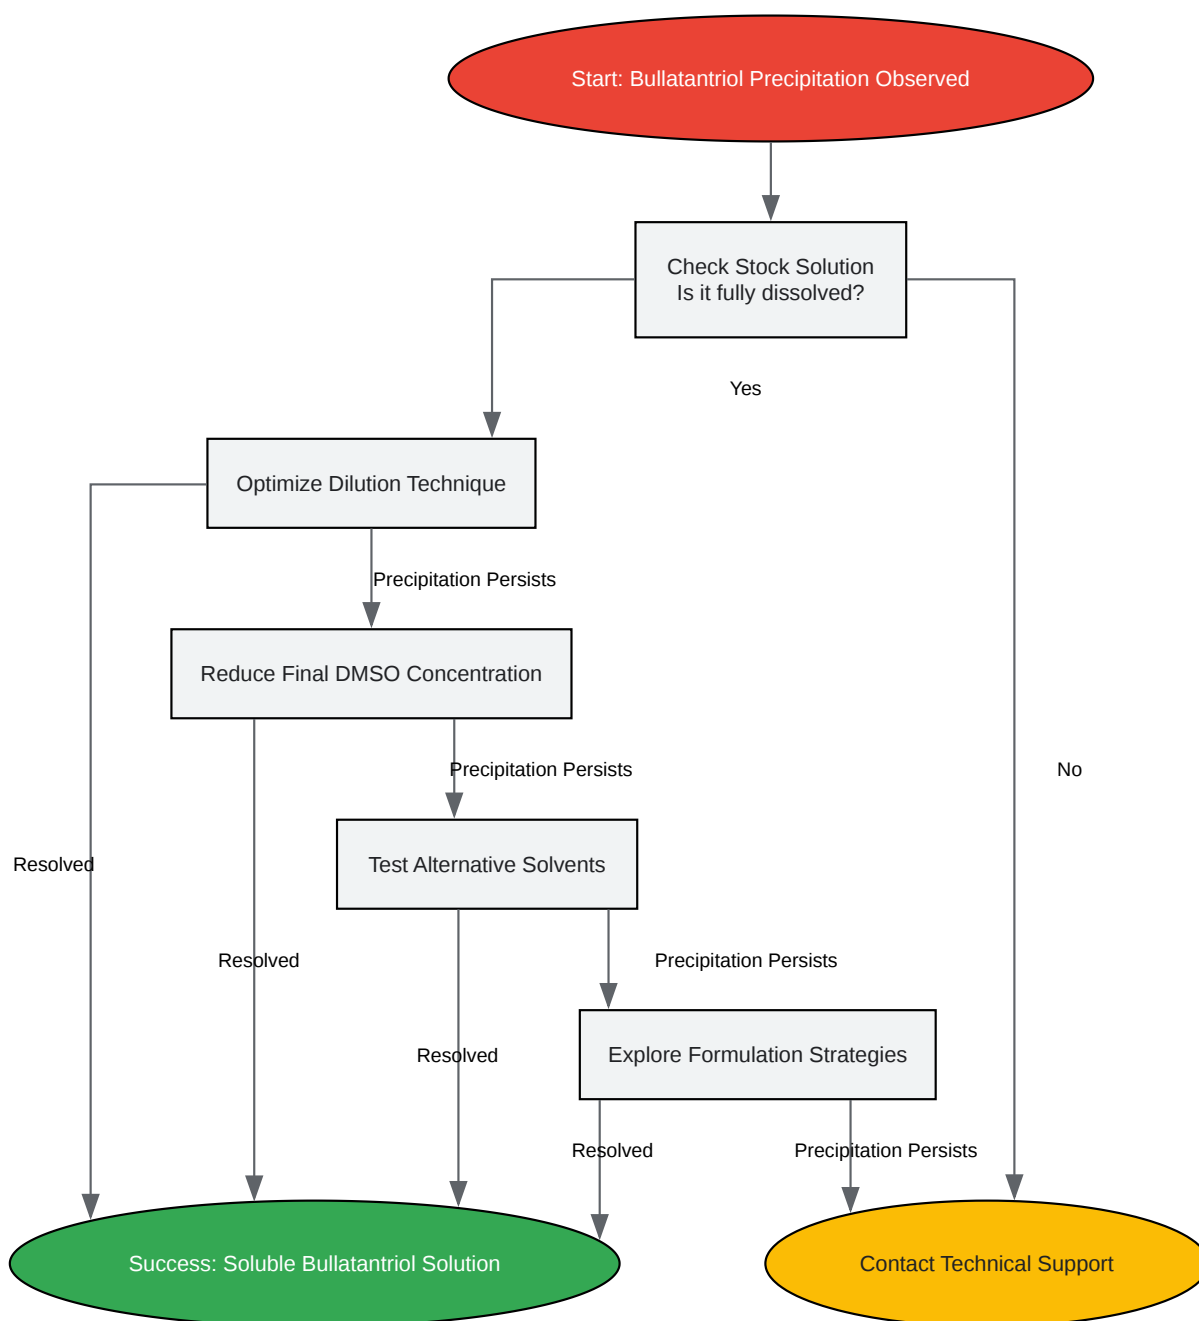 Start: Bullatantriol Precipitation Observed
Check Stock Solution
Is it fully dissolved?
Yes
Optimize Dilution Technique
Precipitation Persists
Reduce Final DMSO Concentration
Precipitation Persists
No
Test Alternative Solvents
Resolved
Resolved
Precipitation Persists
Resolved
Explore Formulation Strategies
Resolved
Precipitation Persists
Success: Soluble Bullatantriol Solution
Contact Technical Support